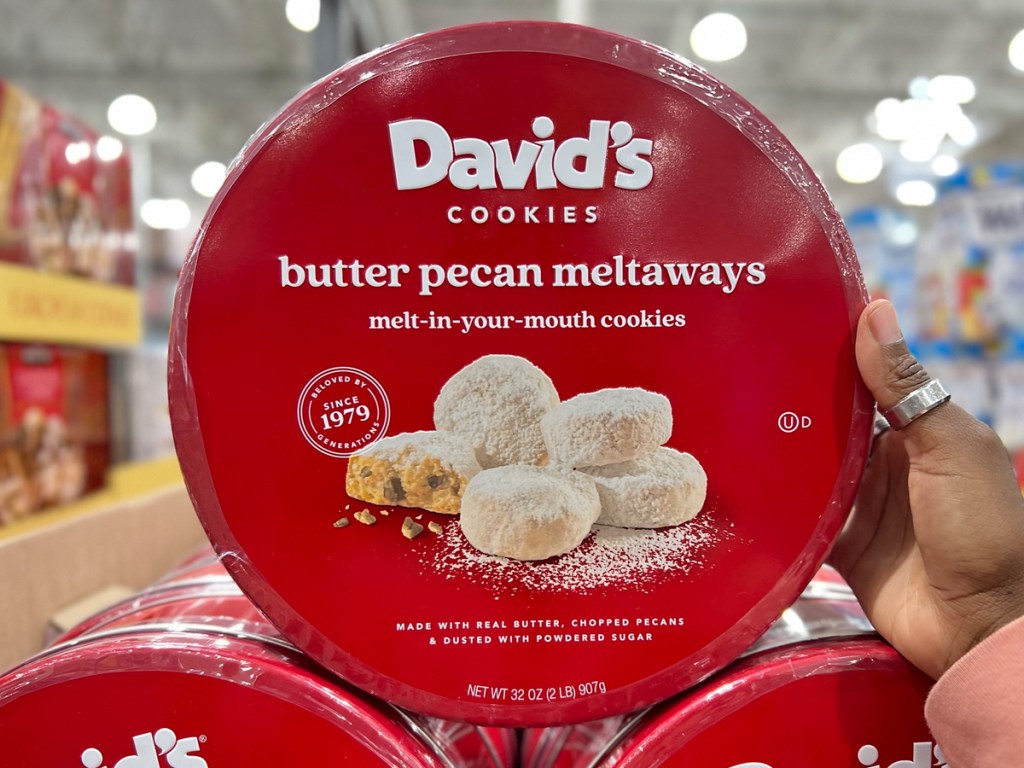 David's
COOKIES
butter pecan meltaways
melt-in-your-mouth cookies
BELOVED BY
SINCE
1979
GENERATIONS
U D
MADE WITH REAL BUTTER, CHOPPED PECANS
& DUSTED WITH POWDERED SUGAR
NET WT 32 OZ (2 LB) 907g
David's®